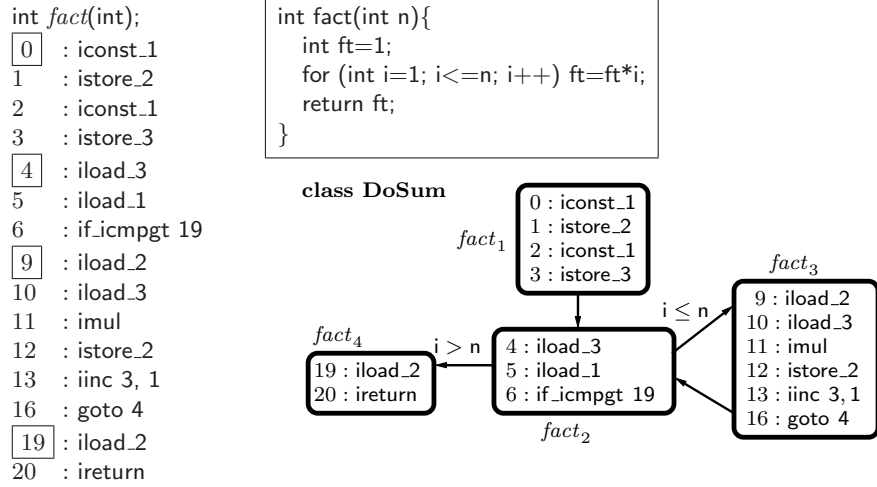 int fact(int);
0 : iconst_1
1 : istore_2
2 : iconst_1
3 : istore_3
4 : iload_3
5 : iload_1
6 : if_icmpgt 19
9 : iload_2
10 : iload_3
11 : imul
12 : istore_2
13 : iinc 3, 1
16 : goto 4
19 : iload_2
20 : ireturn
int fact(int n){
int ft=1;
for (int i=1; i<=n; i++) ft=ft*i;
return ft;
}
class DoSum
fact₁
0 : iconst_1
1 : istore_2
2 : iconst_1
3 : istore_3
fact₃
9 : iload_2
10 : iload_3
11 : imul
12 : istore_2
13 : iinc 3, 1
16 : goto 4
i ≤ n
fact₄
i > n
19 : iload_2
20 : ireturn
4 : iload_3
5 : iload_1
6 : if_icmpgt 19
fact₂